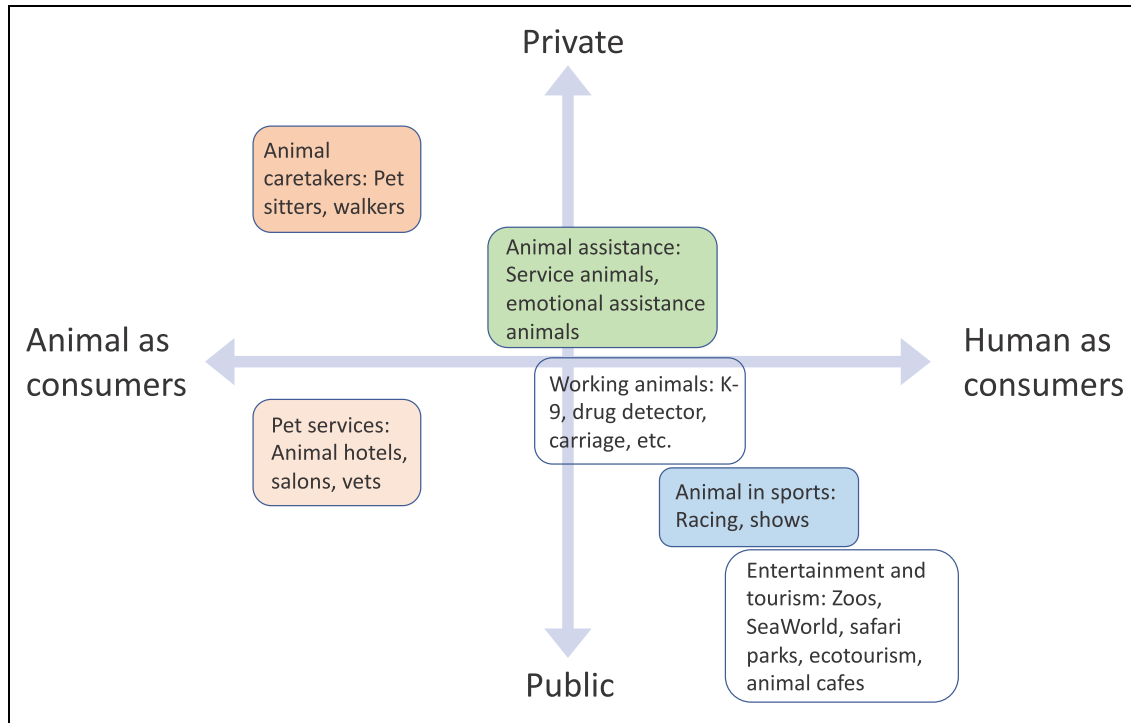 Private
Animal
caretakers: Pet
sitters, walkers
Animal assistance:
Service animals,
emotional assistance
animals
Animal as
consumers
Human as
consumers
Working animals: K-
9, drug detector,
carriage, etc.
Pet services:
Animal hotels,
salons, vets
Animal in sports:
Racing, shows
Entertainment and
tourism: Zoos,
SeaWorld, safari
parks, ecotourism,
animal cafes
Public